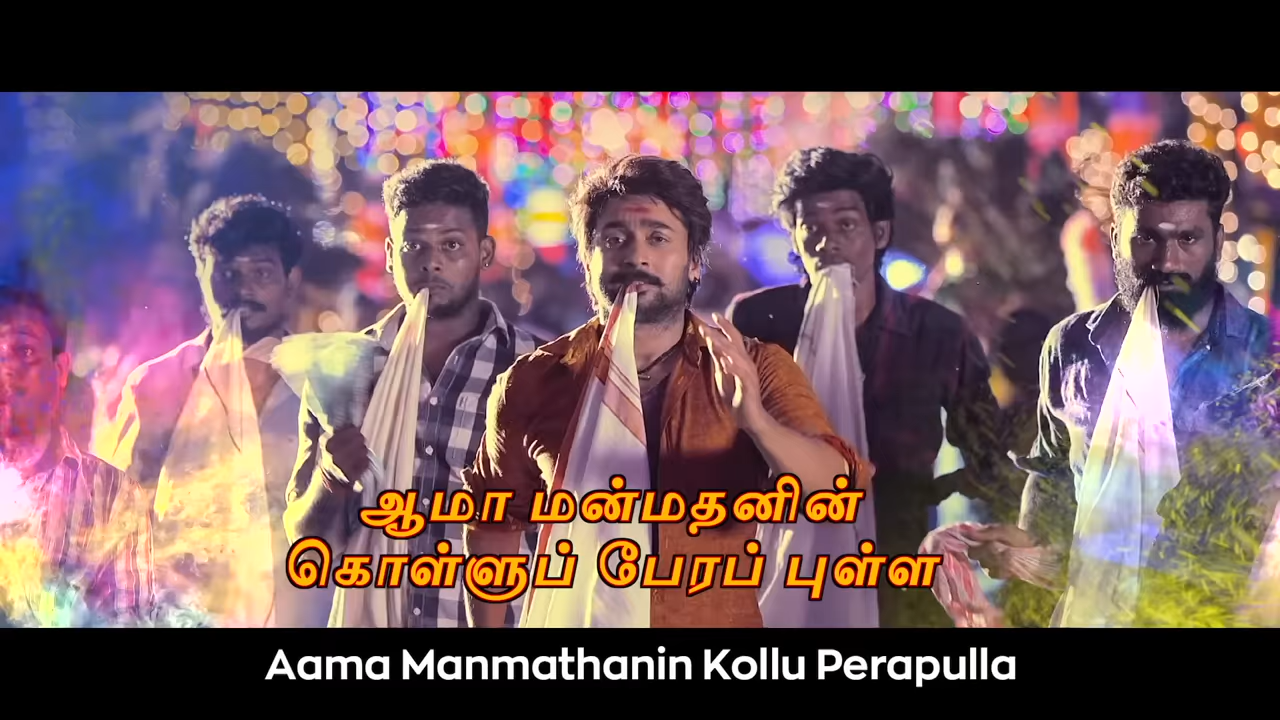 ஆமா மன்மதனின்
கொள்ளுப் பேரப் புள்ள
Aama Manmathanin Kollu Perapulla